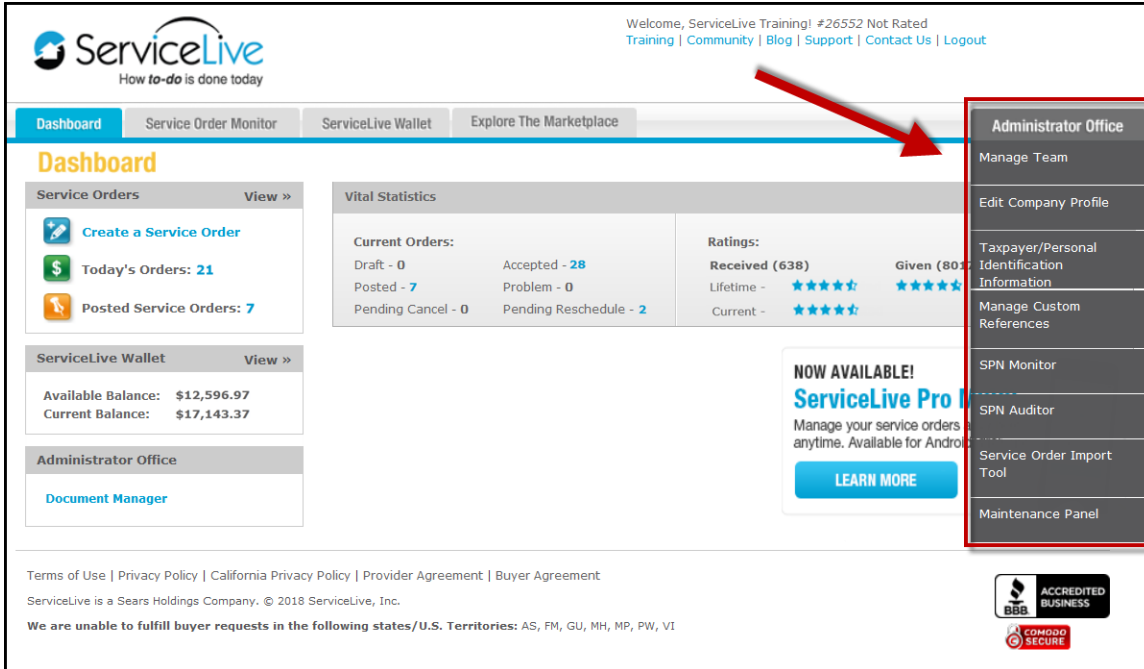 ServiceLive
How to-do is done today
Welcome, ServiceLive Training! #26552 Not Rated
Training | Community | Blog | Support | Contact Us | Logout
Dashboard
Service Order Monitor
ServiceLive Wallet
Explore The Marketplace
Administrator Office
Manage Team
Edit Company Profile
Taxpayer/Personal
Identification
Information
Manage Custom
References
SPN Monitor
SPN Auditor
Service Order Import
Tool
Maintenance Panel
Dashboard
Service Orders View »
Create a Service Order
Today's Orders: 21
Posted Service Orders: 7
Vital Statistics
Current Orders:
Draft - 0 Accepted - 28
Posted - 7 Problem - 0
Pending Cancel - 0 Pending Reschedule - 2
Ratings:
Received (638) Given (801
Lifetime -
Current -
ServiceLive Wallet View »
Available Balance: $12,596.97
Current Balance: $17,143.37
Administrator Office
Document Manager
NOW AVAILABLE!
ServiceLive Pro
Manage your service orders
anytime. Available for Android
LEARN MORE
Terms of Use | Privacy Policy | California Privacy Policy | Provider Agreement | Buyer Agreement
ServiceLive is a Sears Holdings Company. © 2018 ServiceLive, Inc.
We are unable to fulfill buyer requests in the following states/U.S. Territories: AS, FM, GU, MH, MP, PW, VI
BBB.
ACCREDITED
BUSINESS
COMODO
SECURE